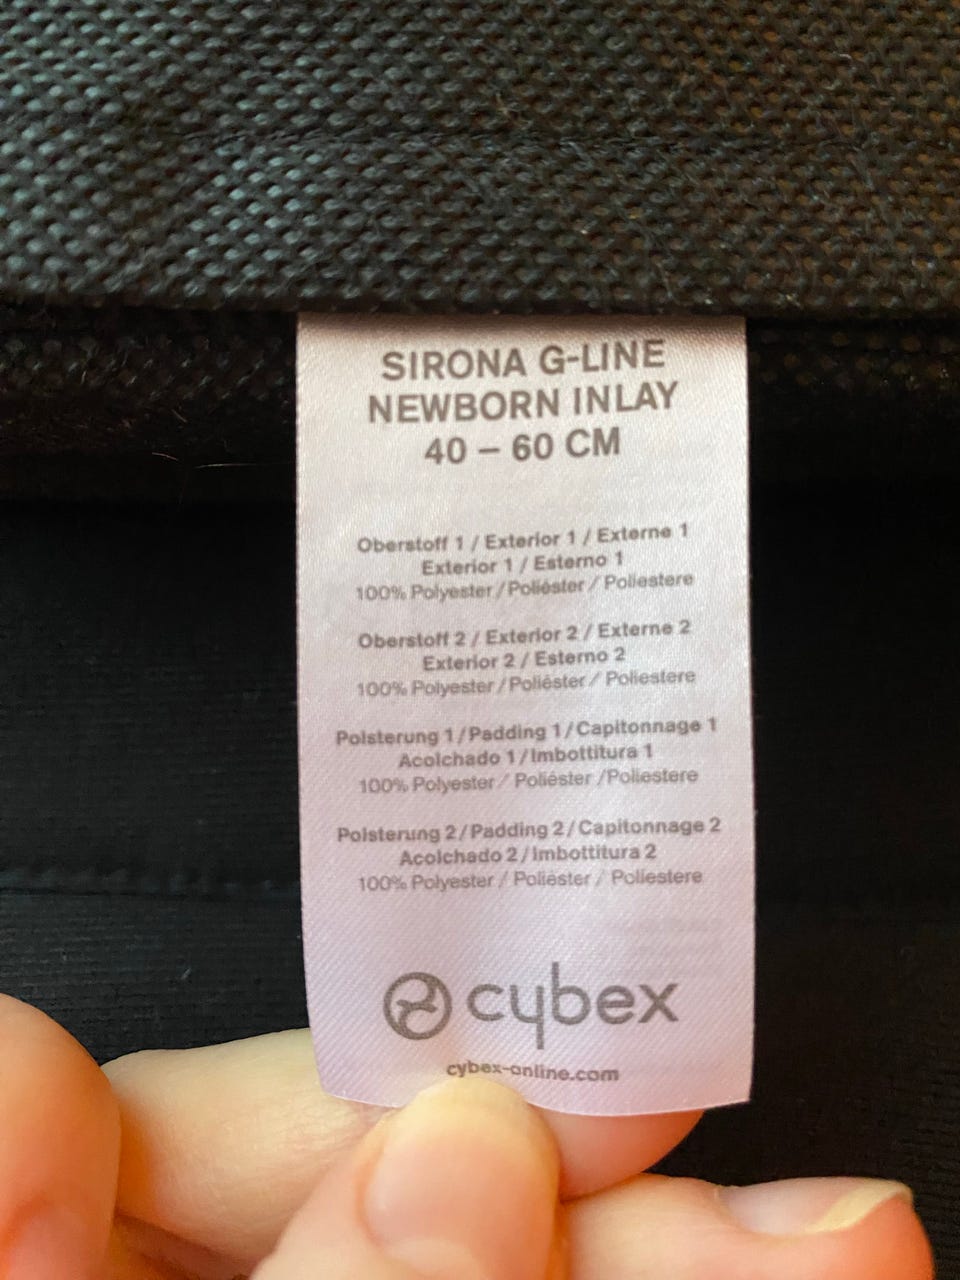 SIRONA G-LINE
NEWBORN INLAY
40 – 60 CM
Oberstoff 1 / Exterior 1 / Externe 1
Exterior 1 / Esterno 1
100% Polyester / Poliéster / Poliestere
Oberstoff 2 / Exterior 2 / Externe 2
Exterior 2 / Esterno 2
100% Polyester / Poliéster / Poliestere
Polsterung 1 / Padding 1 / Capitonnage 1
Acolchado 1 / Imbottitura 1
100% Polyester / Poliéster / Poliestere
Polsterung 2 / Padding 2 / Capitonnage 2
Acolchado 2 / Imbottitura 2
100% Polyester / Poliéster / Poliestere
cybex
cybex-online.com